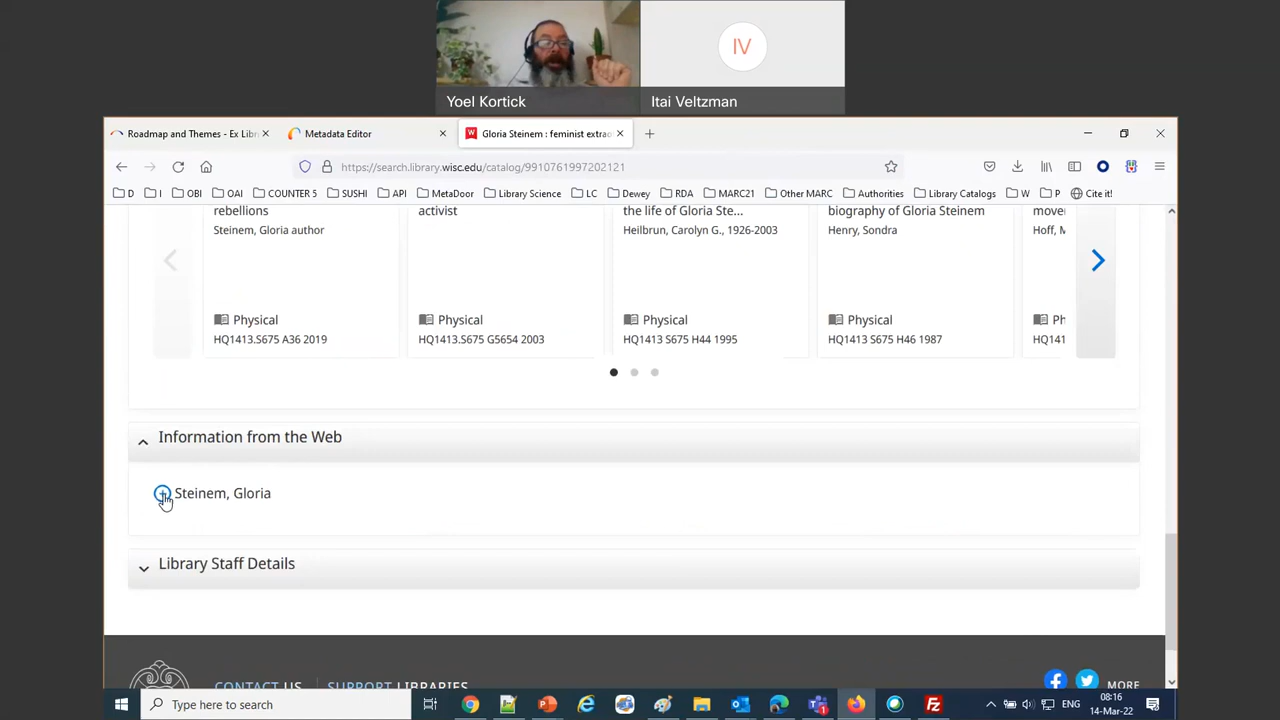 IV
Yoel Kortick
Itai Veltzman
Roadmap and Themes - Ex Libr
Metadata Editor
Gloria Steinem : feminist extrao
https://search.library.wisc.edu/catalog/9910761997202121
D
I
OBI
OAI
COUNTER 5
SUSHI
API
MetaDoor
Library Science
LC
Dewey
RDA
MARC21
Other MARC
Authorities
Library Catalogs
W
P
Cite it!
rebellions
Steinem, Gloria author
Physical
HQ1413.S675 A36 2019
activist
Physical
HQ1413.S675 G5654 2003
the life of Gloria Ste...
Heilbrun, Carolyn G., 1926-2003
Physical
HQ1413 S675 H44 1995
biography of Gloria Steinem
Henry, Sondra
Physical
HQ1413 S675 H46 1987
move
Hoff, M
Ph
HQ141
Information from the Web
Steinem, Gloria
Library Staff Details
CONTACT US
SUPPORT LIBRARIES
MORE
Type here to search
ENG
08:16
14-Mar-22